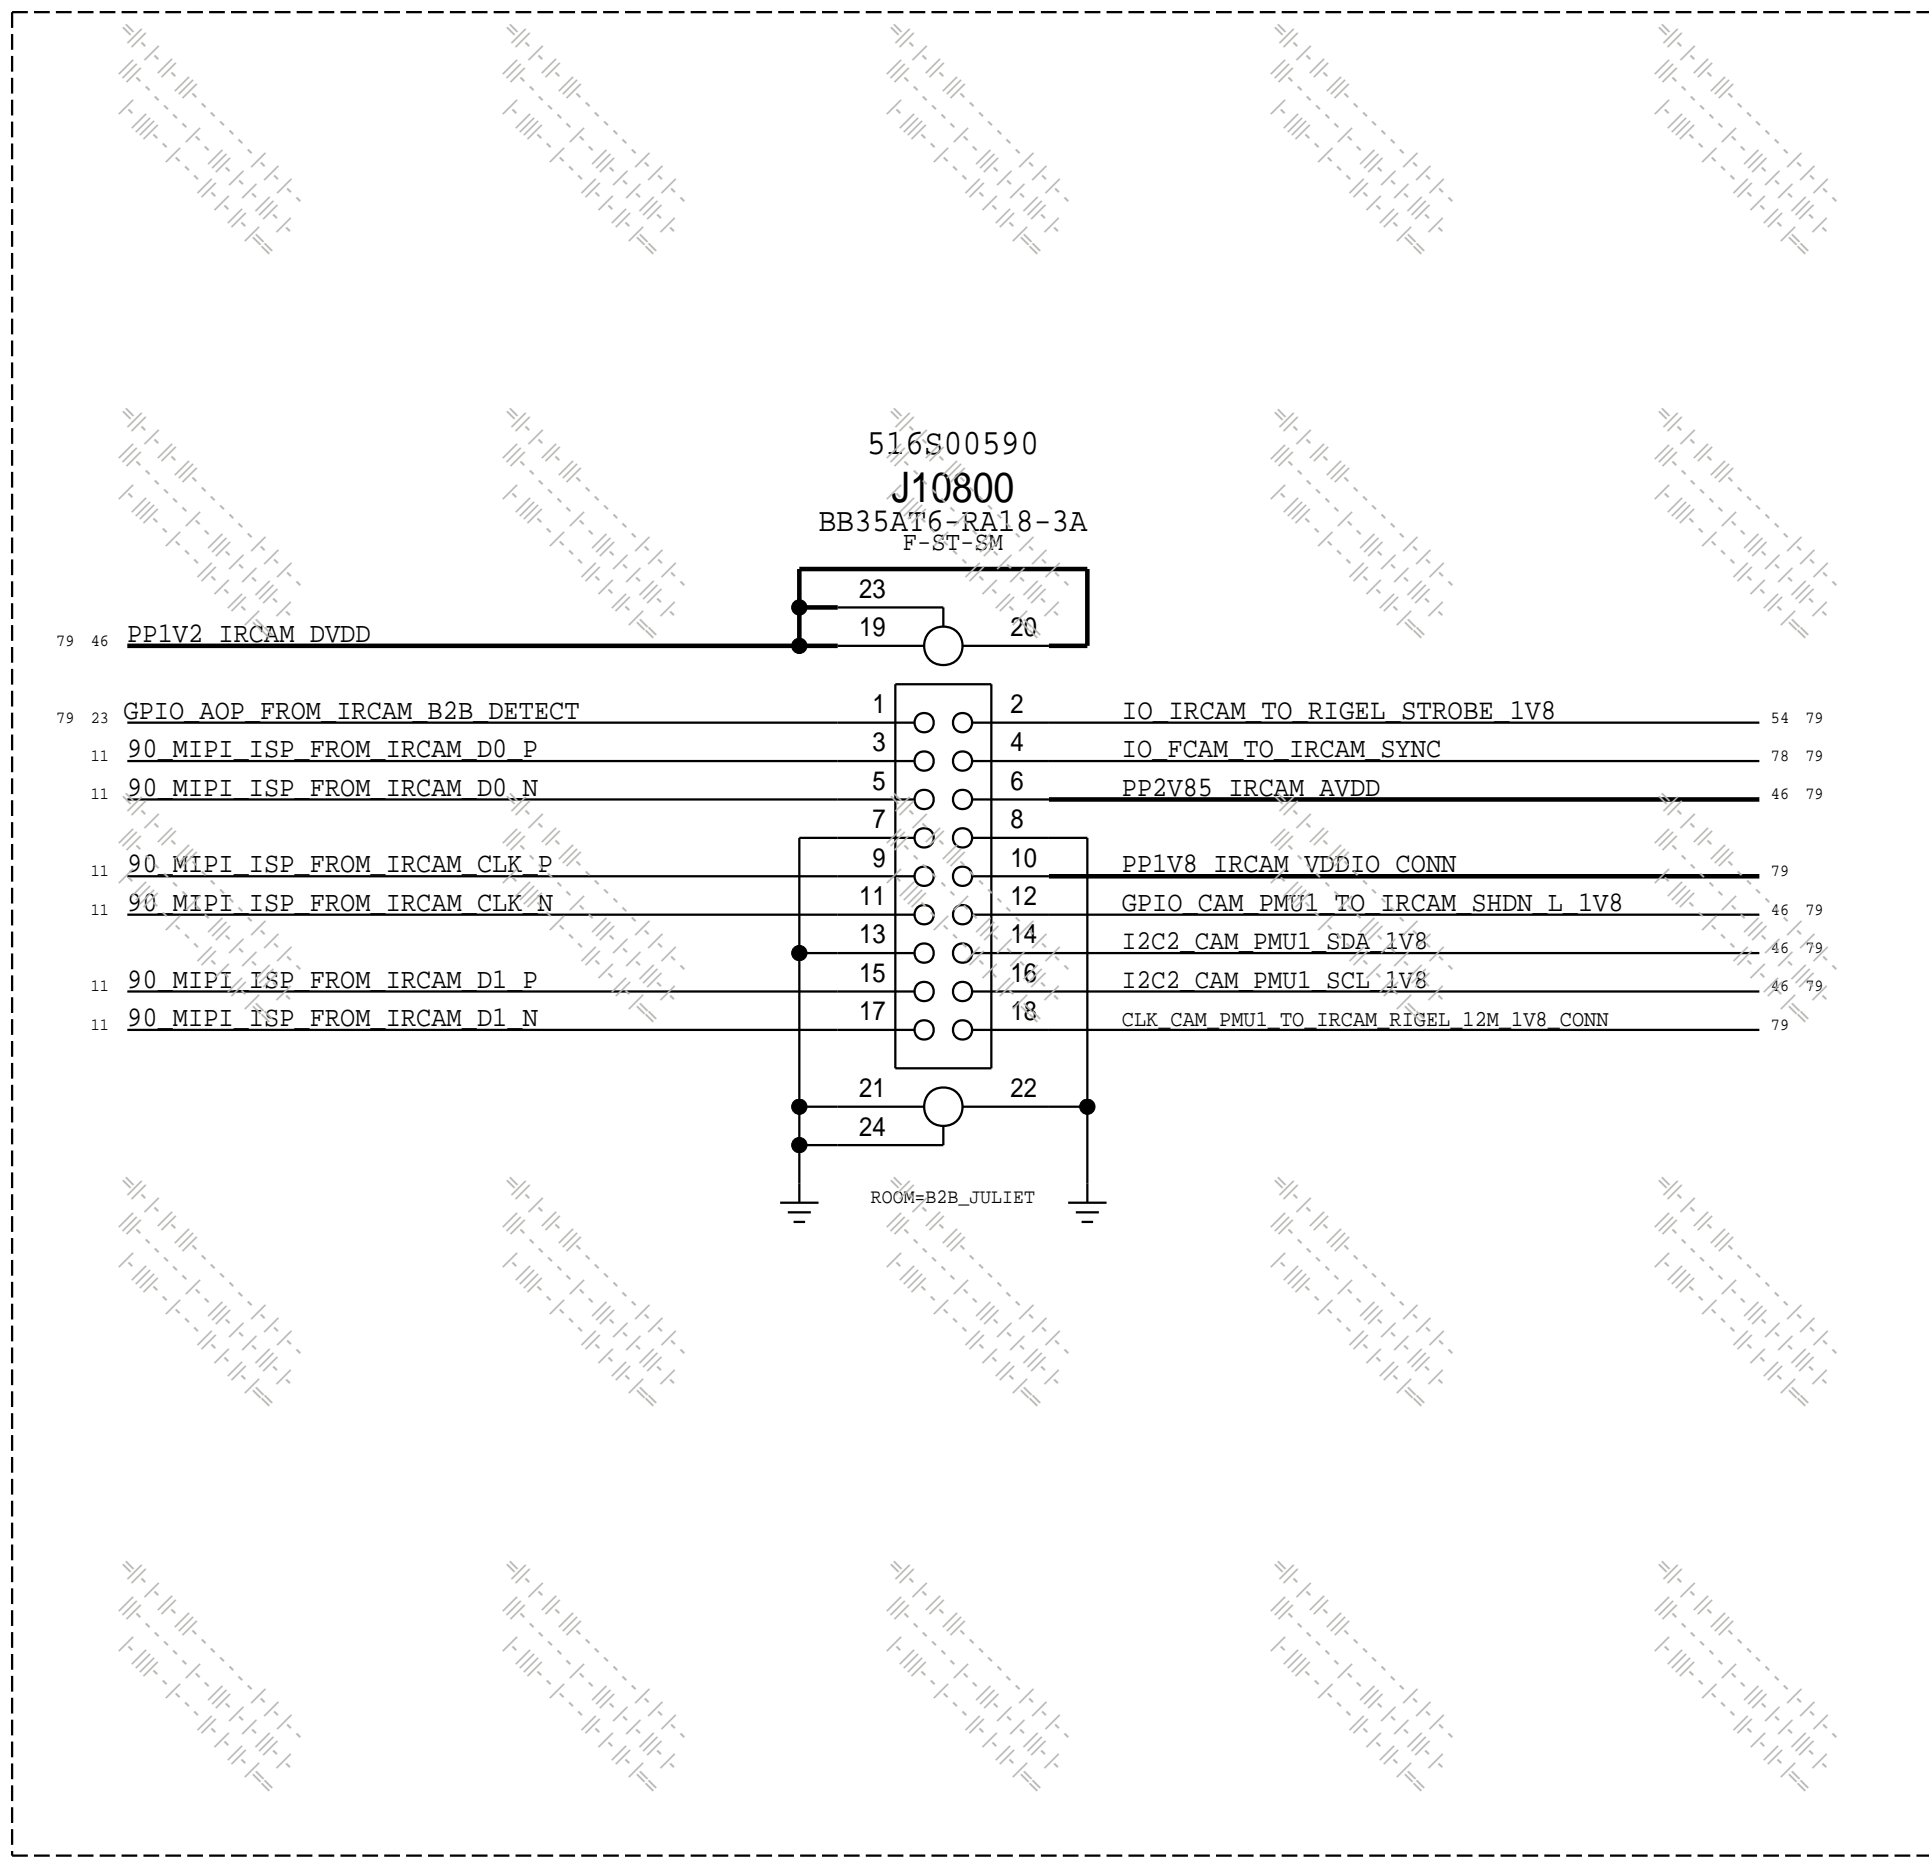 516S00590
J10800
BB35AT6-RA18-3A
F-ST-SM
23
79 46 PP1V2_IRCAM_DVDD 19 20
79 23 GPIO_AOP_FROM_IRCAM_B2B_DETECT 1 2 IO_IRCAM_TO_RIGEL_STROBE_1V8 54 79
11 90_MIPI_ISP_FROM_IRCAM_D0_P 3 4 IO_FCAM_TO_IRCAM_SYNC 78 79
11 90_MIPI_ISP_FROM_IRCAM_D0_N 5 6 PP2V85_IRCAM_AVDD 46 79
7 8
11 90_MIPI_ISP_FROM_IRCAM_CLK_P 9 10 PP1V8_IRCAM_VDDIO_CONN 79
11 90_MIPI_ISP_FROM_IRCAM_CLK_N 11 12 GPIO_CAM_PMU1_TO_IRCAM_SHDN_L_1V8 46 79
13 14 I2C2_CAM_PMU1_SDA_1V8 46 79
11 90_MIPI_ISP_FROM_IRCAM_D1_P 15 16 I2C2_CAM_PMU1_SCL_1V8 46 79
11 90_MIPI_ISP_FROM_IRCAM_D1_N 17 18 CLK_CAM_PMU1_TO_IRCAM_RIGEL_12M_1V8_CONN 79
21 22
24
ROOM=B2B_JULIET